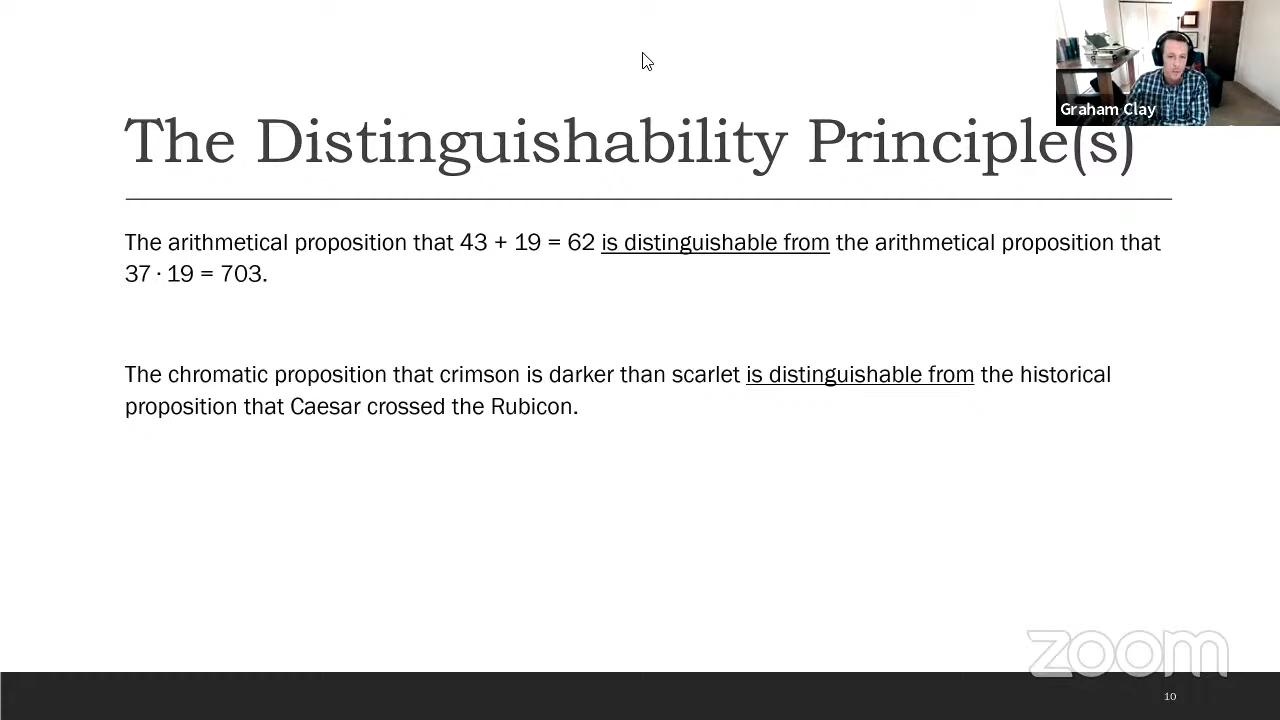 Graham Clay
The Distinguishability Principle(s)
The arithmetical proposition that 43 + 19 = 62 is distinguishable from the arithmetical proposition that
37 · 19 = 703.
The chromatic proposition that crimson is darker than scarlet is distinguishable from the historical
proposition that Caesar crossed the Rubicon.
zoom
10